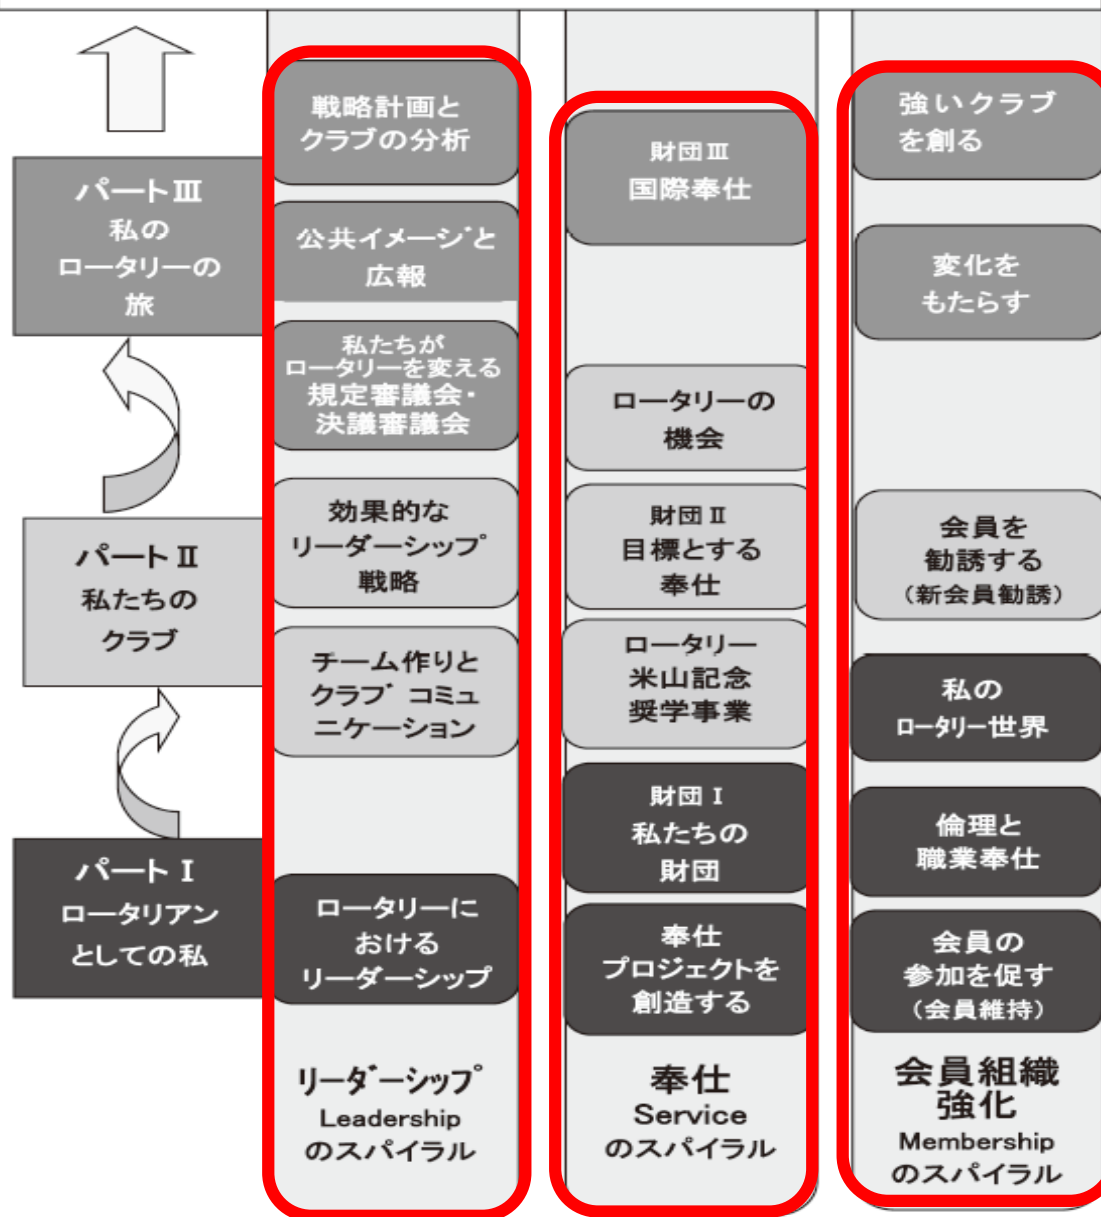 パートⅢ
私の
ロータリーの
旅
パートⅡ
私たちの
クラブ
パートⅠ
ロータリアン
としての私
戦略計画と
クラブの分析
公共イメージと
広報
私たちが
ロータリーを変える
規定審議会・
決議審議会
効果的な
リーダーシップ
戦略
チーム作りと
クラブ コミュ
ニケーション
ロータリーに
おける
リーダーシップ
リーダーシップ
Leadership
のスパイラル
財団Ⅲ
国際奉仕
ロータリーの
機会
財団Ⅱ
目標とする
奉仕
ロータリー
米山記念
奨学事業
財団Ⅰ
私たちの
財団
奉仕
プロジェクトを
創造する
奉仕
Service
のスパイラル
強いクラブ
を創る
変化を
もたらす
会員を
勧誘する
（新会員勧誘）
私の
ロータリー世界
倫理と
職業奉仕
会員の
参加を促す
（会員維持）
会員組織
強化
Membership
のスパイラル